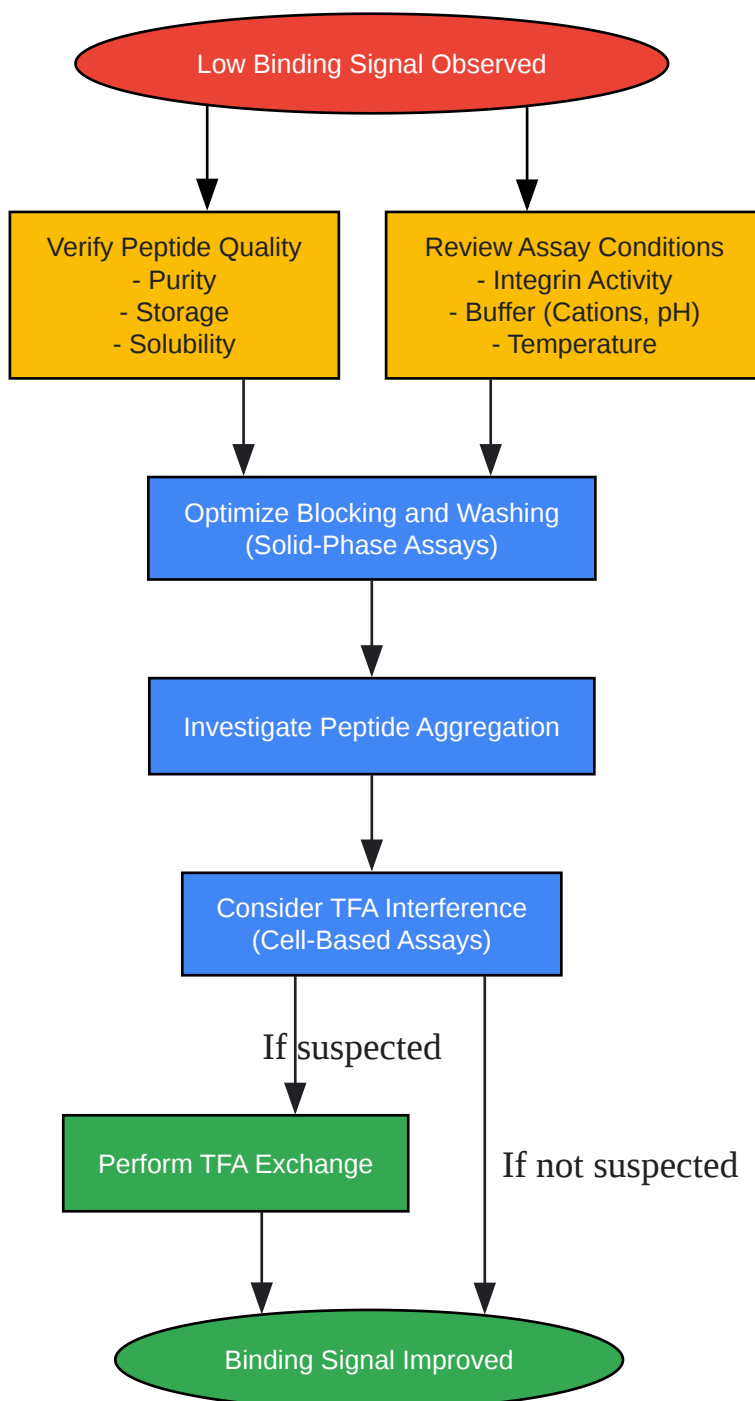 Low Binding Signal Observed
Verify Peptide Quality
- Purity
- Storage
- Solubility
Review Assay Conditions
- Integrin Activity
- Buffer (Cations, pH)
- Temperature
Optimize Blocking and Washing
(Solid-Phase Assays)
Investigate Peptide Aggregation
Consider TFA Interference
(Cell-Based Assays)
If suspected
Perform TFA Exchange
If not suspected
Binding Signal Improved